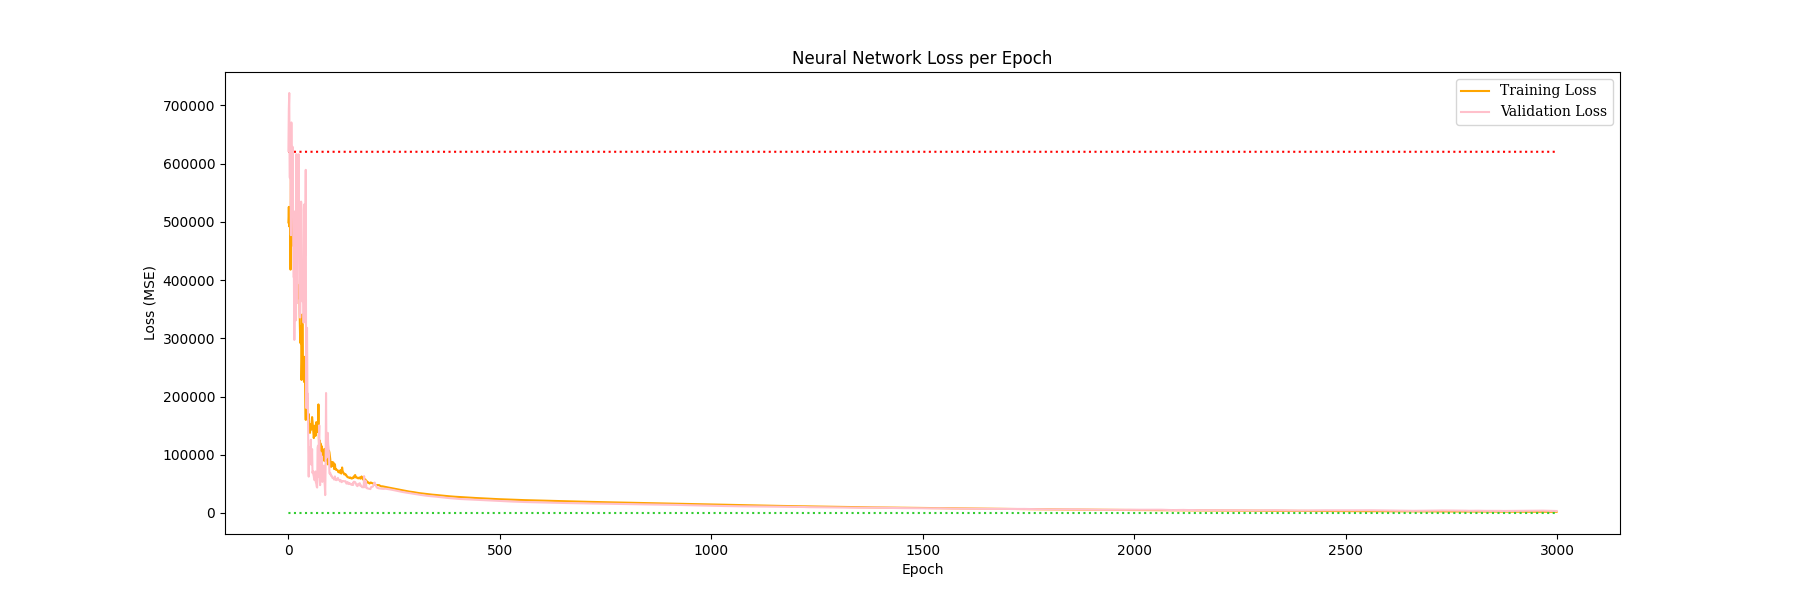 Neural Network Loss per Epoch
Training Loss
Validation Loss
700000
600000
500000
400000
300000
200000
100000
0
Loss (MSE)
0 500 1000 1500 2000 2500 3000
Epoch